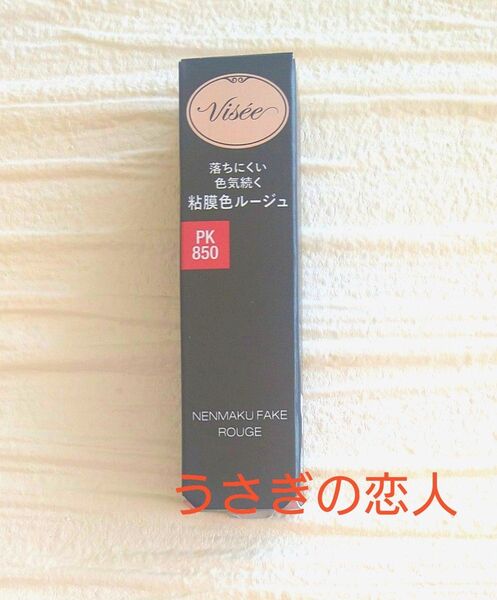 Visée
落ちにくい
色気続く
粘膜色ルージュ
PK
850
NENMAKU FAKE
ROUGE
うさぎの恋人